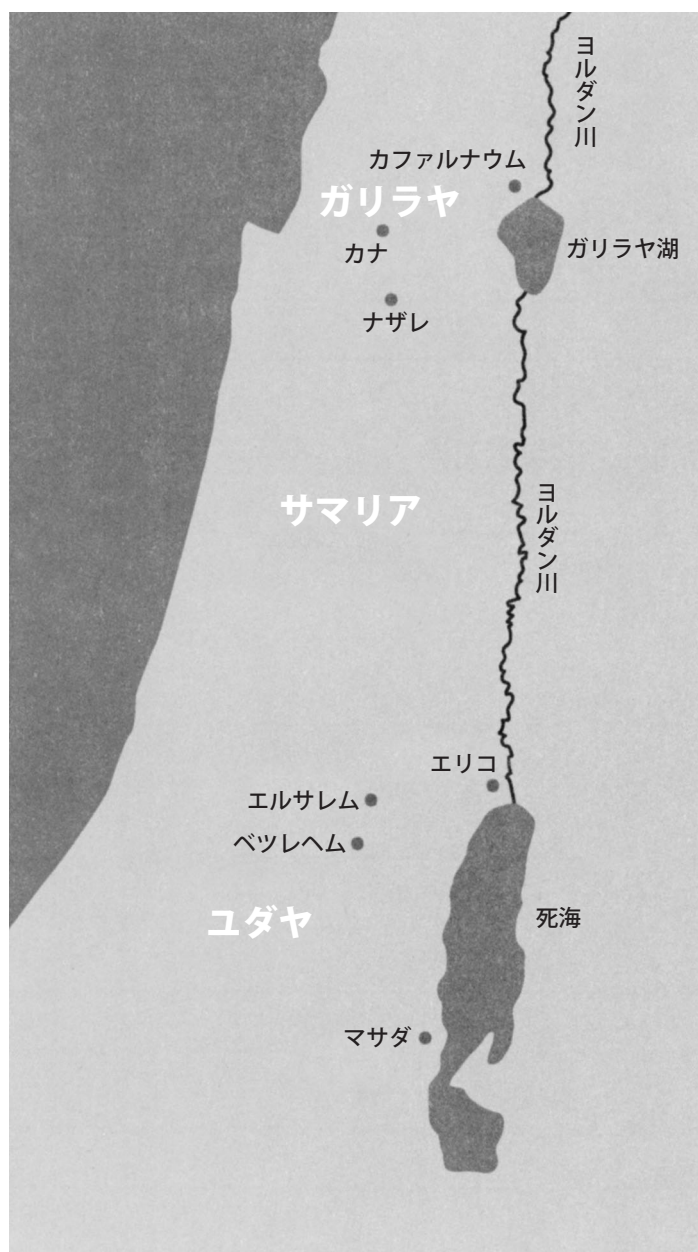 ヨルダン川
カファルナウム
ガリラヤ
カナ
ガリラヤ湖
ナザレ
サマリア
ヨルダン川
エリコ
エルサレム
ベツレヘム
ユダヤ
死海
マサダ